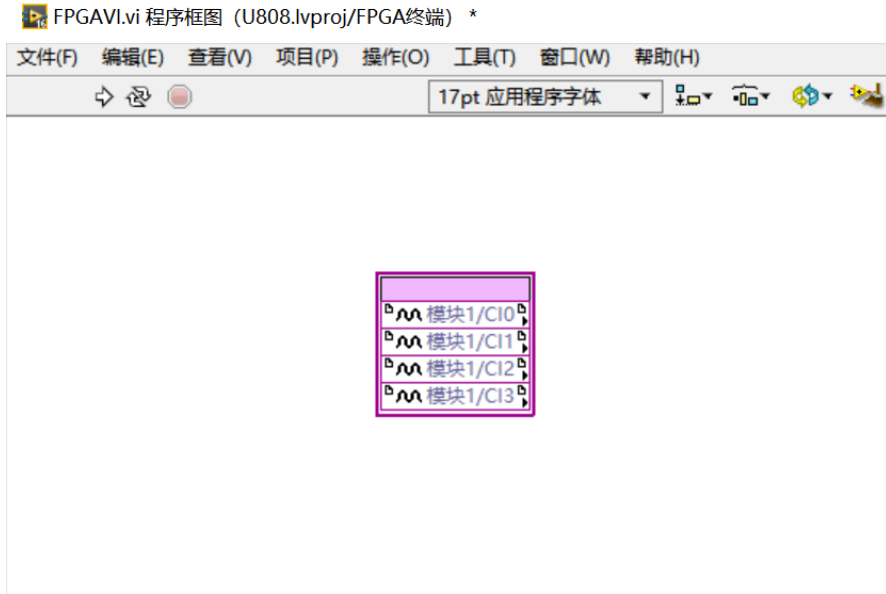 FPGAVI.vi 程序框图（U808.lvproj/FPGA终端） *
文件(F) 编辑(E) 查看(V) 项目(P) 操作(O) 工具(T) 窗口(W) 帮助(H)
17pt 应用程序字体
模块1/CI0
模块1/CI1
模块1/CI2
模块1/CI3